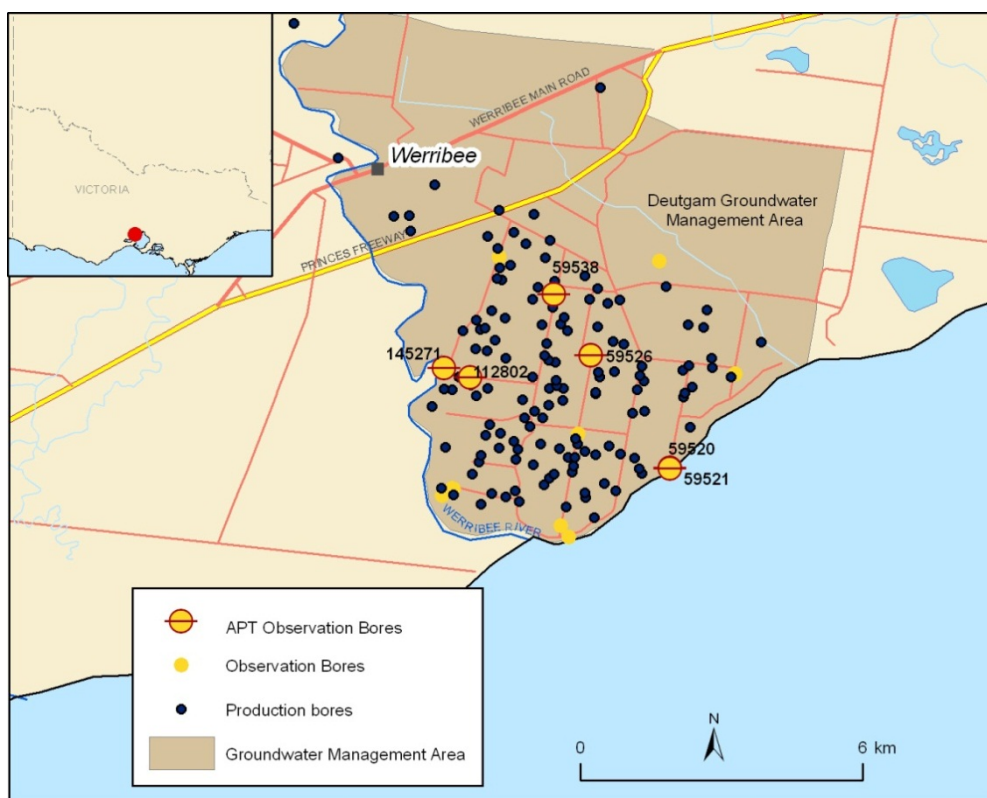 VICTORIA
WERRIBEE MAIN ROAD
Werribee
PRINCES FREEWAY
Deutgam Groundwater
Management Area
59538
145271
112802
59526
59520
59521
WERRIBEE RIVER
APT Observation Bores
Observation Bores
Production bores
Groundwater Management Area
N
0
6 km